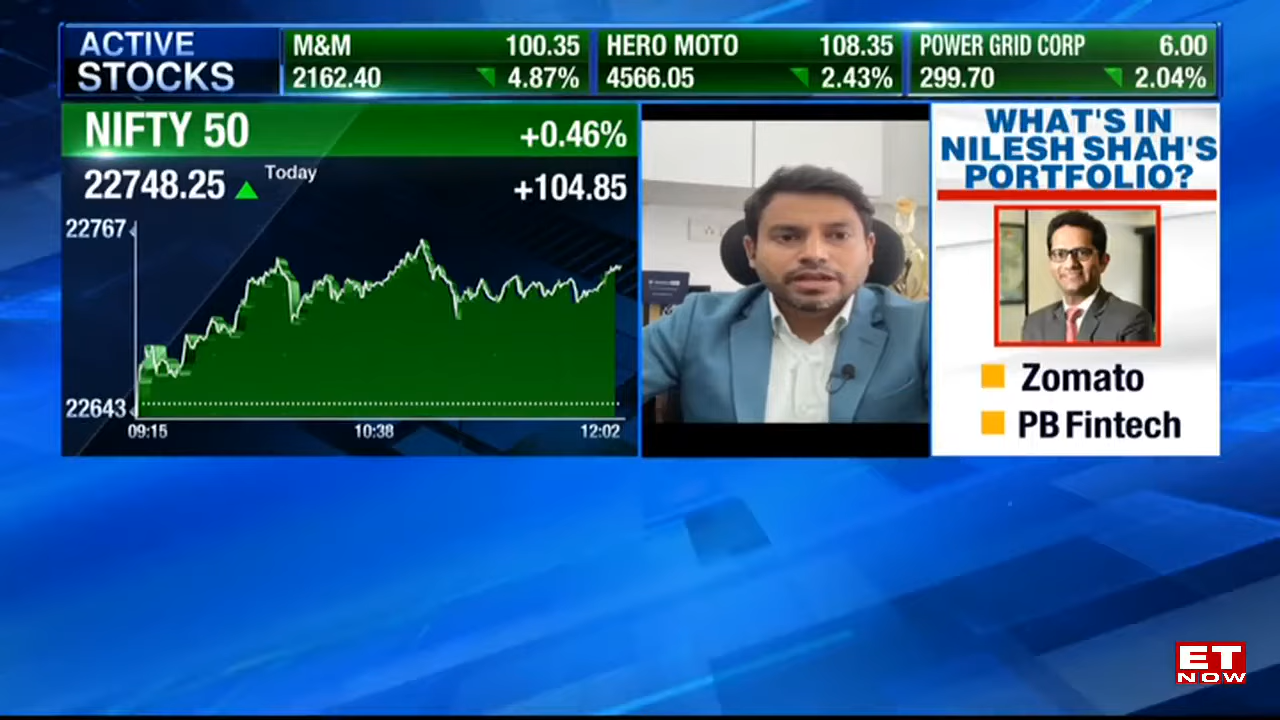 ACTIVE
STOCKS
M&M 100.35
2162.40 4.87%
HERO MOTO 108.35
4566.05 2.43%
POWER GRID CORP 6.00
299.70 2.04%
NIFTY 50 +0.46%
22748.25 Today +104.85
22767
22643
09:15 10:38 12:02
WHAT'S IN
NILESH SHAH'S
PORTFOLIO?
Zomato
PB Fintech
ET
NOW